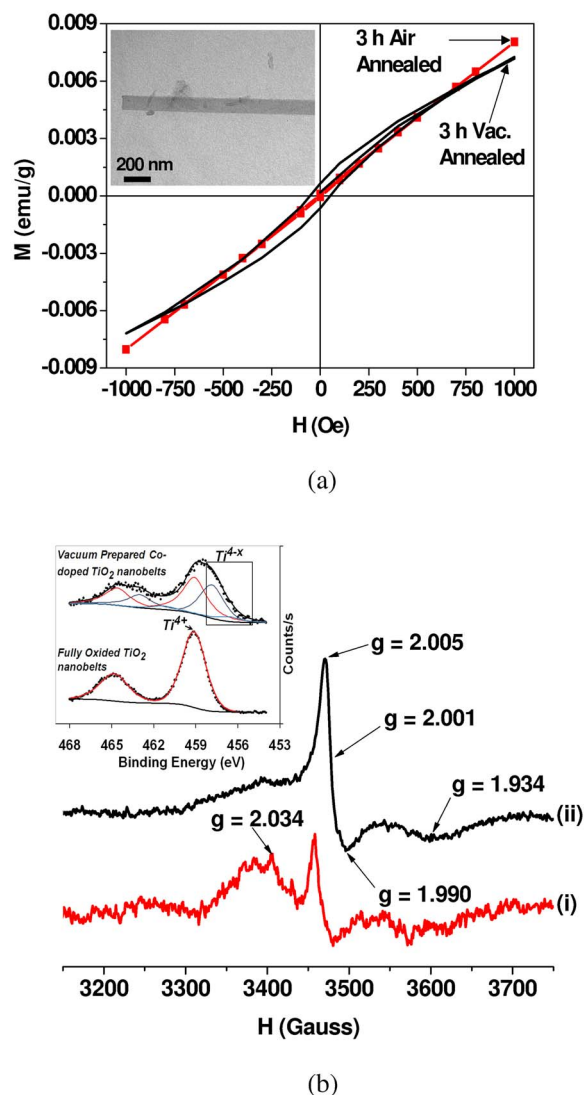 0.009
0.006
0.003
0.000
-0.003
-0.006
-0.009
M (emu/g)
200 nm
3 h Air
Annealed
3 h Vac.
Annealed
-1000 -750 -500 -250 0 250 500 750 1000
H (Oe)
(a)
Vacuum Prepared Co-
doped TiO2 nanobelts
Ti4-x
Ti4+
Fully Oxided TiO2
nanobelts
Counts/s
468 465 462 459 456 453
Binding Energy (eV)
g = 2.005
g = 2.001
g = 1.934
g = 2.034
(ii)
g = 1.990
(i)
3200 3300 3400 3500 3600 3700
H (Gauss)
(b)